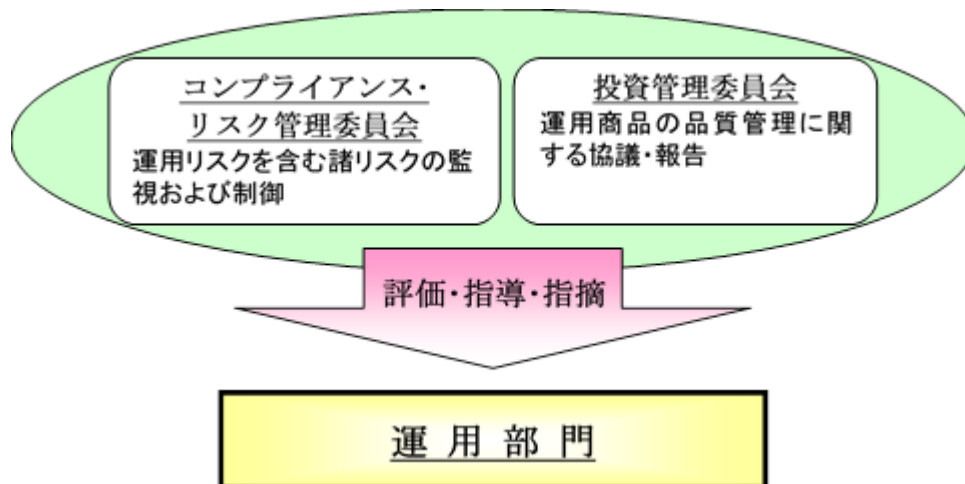 コンプライアンス・
リスク管理委員会
運用リスクを含む諸リスクの監
視および制御
投資管理委員会
運用商品の品質管理に関
する協議・報告
評価・指導・指摘
運用部門